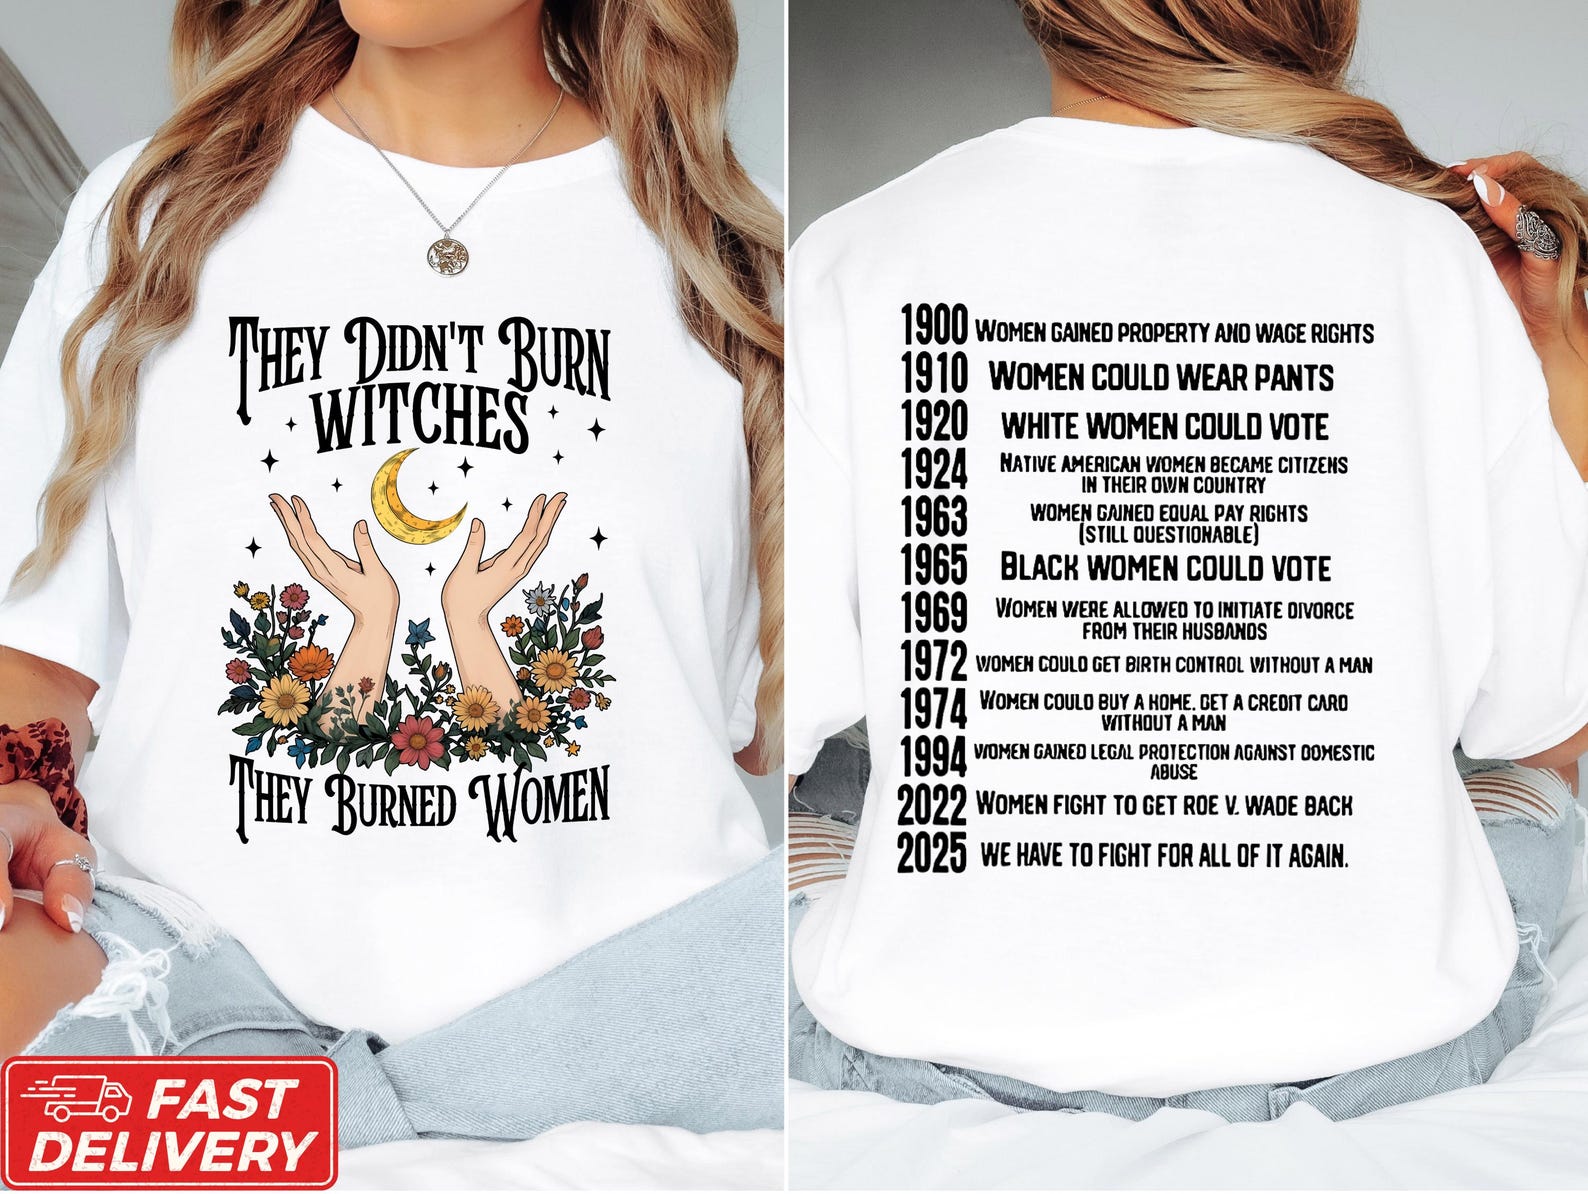 They Didn't Burn
Witches
They Burned Women
FAST
DELIVERY
1900 Women gained property and wage rights
1910 Women could wear pants
1920 White women could vote
1924 Native American women became citizens
in their own country
1963 women gained equal pay rights
(still questionable)
1965 Black women could vote
1969 Women were allowed to initiate divorce
from their husbands
1972 women could get birth control without a man
1974 Women could buy a home, get a credit card
without a man
1994 women gained legal protection against domestic
abuse
2022 Women fight to get Roe v. Wade back
2025 We have to fight for all of it again.